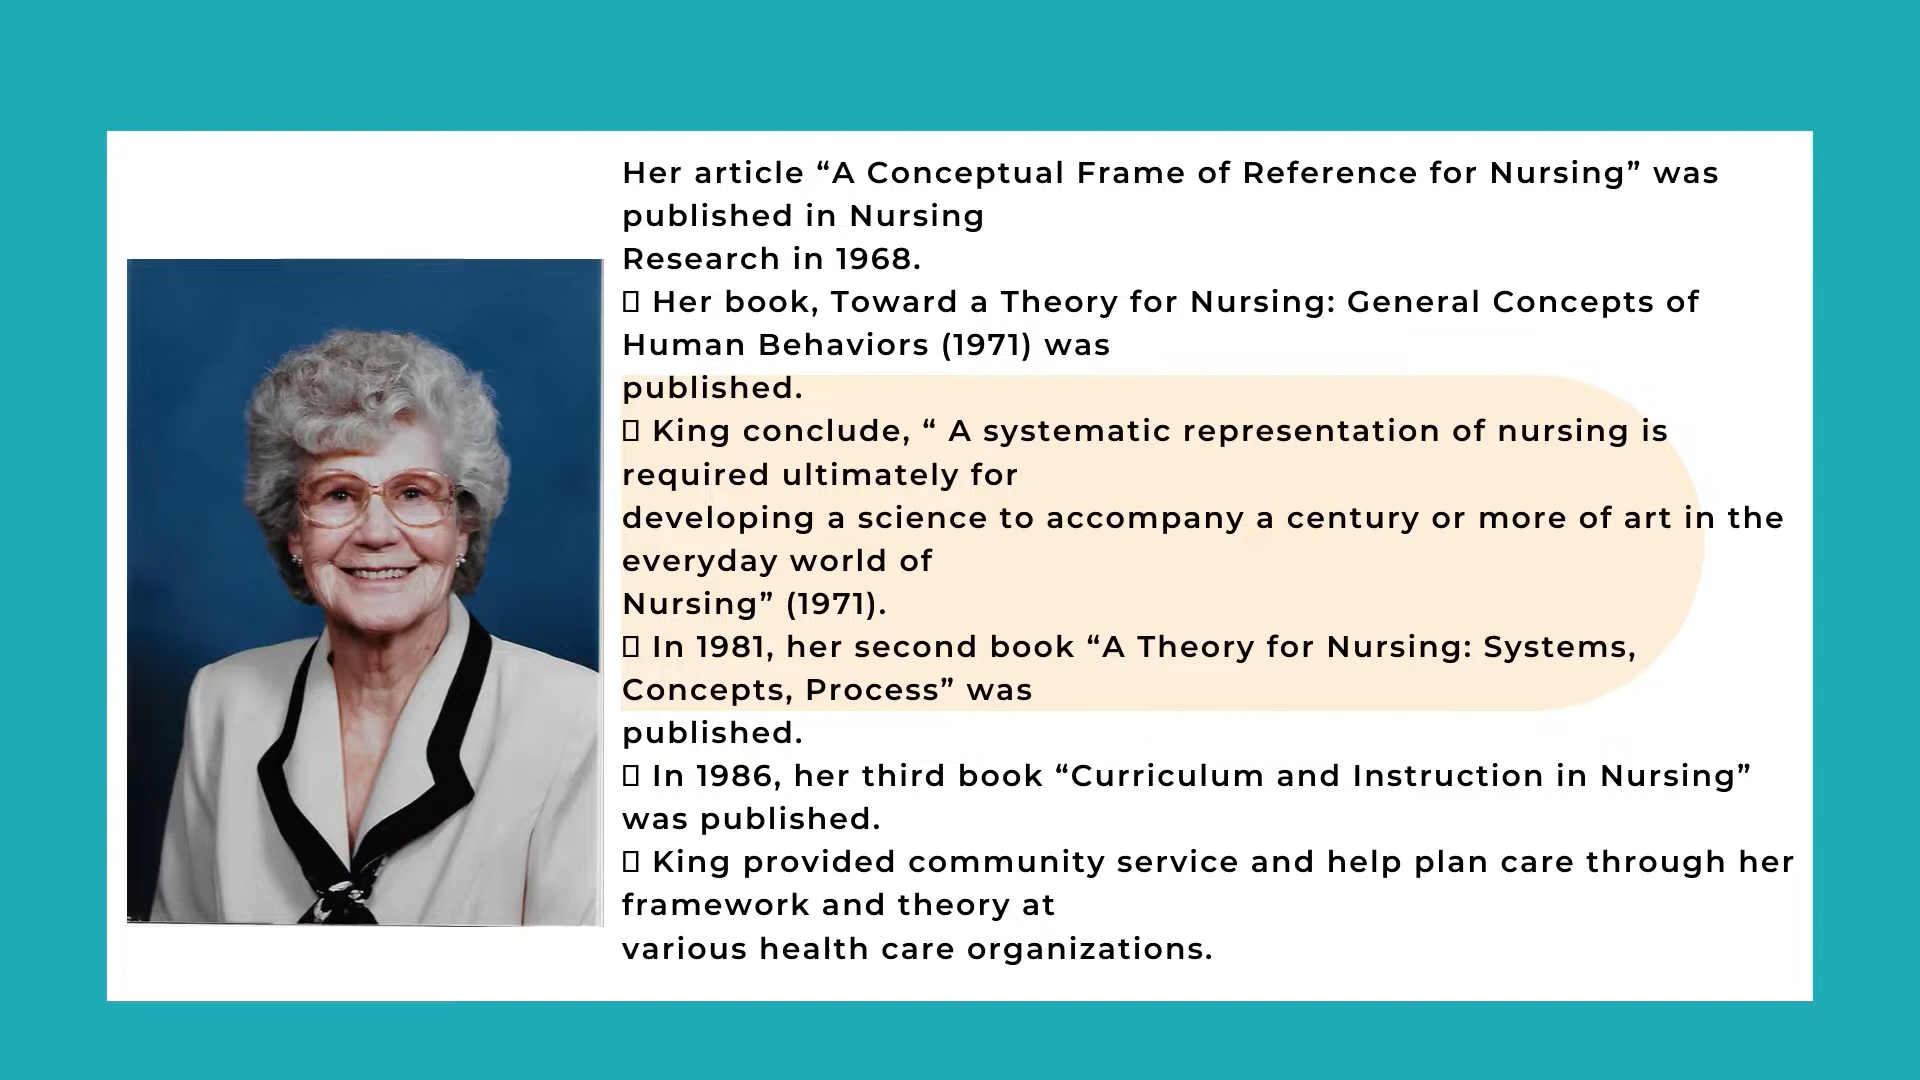 Her article “A Conceptual Frame of Reference for Nursing” was
published in Nursing
Research in 1968.
▯ Her book, Toward a Theory for Nursing: General Concepts of
Human Behaviors (1971) was
published.
▯ King conclude, “ A systematic representation of nursing is
required ultimately for
developing a science to accompany a century or more of art in the
everyday world of
Nursing” (1971).
▯ In 1981, her second book “A Theory for Nursing: Systems,
Concepts, Process” was
published.
▯ In 1986, her third book “Curriculum and Instruction in Nursing”
was published.
▯ King provided community service and help plan care through her
framework and theory at
various health care organizations.